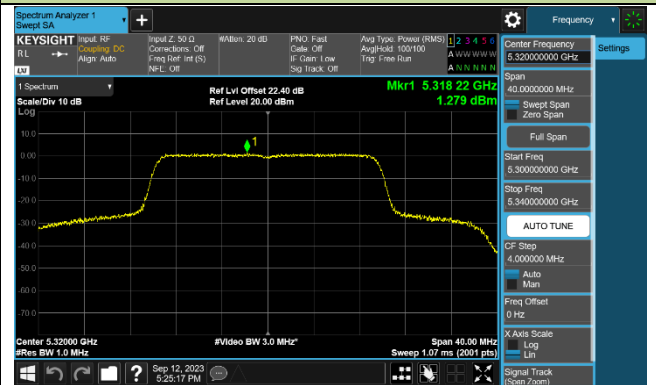 Spectrum Analyzer 1
Swept SA
+
Frequency
KEYSIGHT
RL
LXI
Input: RF
Coupling: DC
Align: Auto
Input Z: 50 Ω
Corrections: Off
Freq Ref: Int (S)
NFE: Off
#Atten: 20 dB
PNO: Fast
Gate: Off
IF Gain: Low
Sig Track: Off
Avg Type: Power (RMS)
Avg|Hold: 100/100
Trig: Free Run
1 2 3 4 5 6
A W W W W W
A N N N N N
1 Spectrum
Scale/Div 10 dB
Log
Ref Lvl Offset 22.40 dB
Ref Level 20.00 dBm
Mkr1 5.318 22 GHz
1.279 dBm
1
10.0
0.00
-10.0
-20.0
-30.0
-40.0
-50.0
-60.0
-70.0
Center 5.32000 GHz
#Res BW 1.0 MHz
#Video BW 3.0 MHz*
Span 40.00 MHz
Sweep 1.07 ms (2001 pts)
?
Sep 12, 2023
5:25:17 PM
Center Frequency
5.320000000 GHz
Span
40.0000000 MHz
Swept Span
Zero Span
Full Span
Start Freq
5.300000000 GHz
Stop Freq
5.340000000 GHz
AUTO TUNE
CF Step
4.000000 MHz
Auto
Man
Freq Offset
0 Hz
X Axis Scale
Log
Lin
Signal Track
(Span Zoom)
Settings